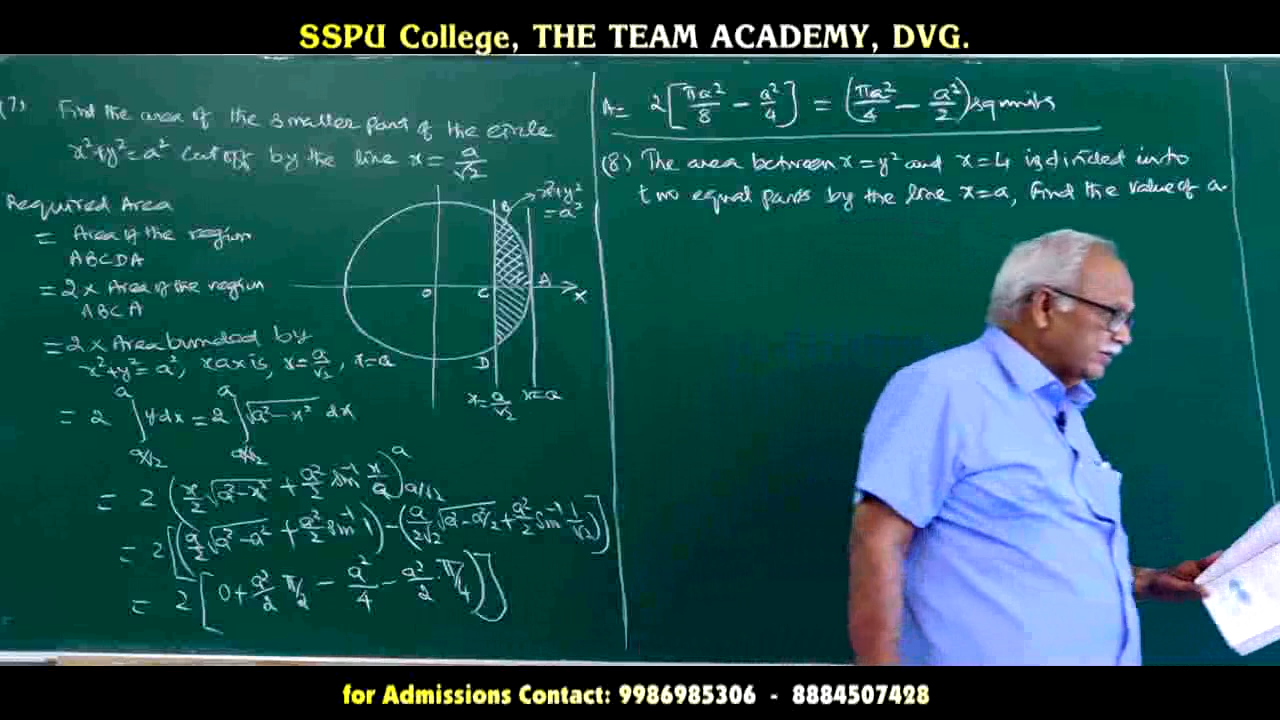 SSPU College, THE TEAM ACADEMY, DVG.
(7) Find the area of the smaller part of the circle
x²+y²=a² cut off by the line x = a/√2
Required Area
= Area of the region
ABCDA
= 2 × Area of the region
ABCA
= 2 × Area bunded by
x²+y²=a², x axis, x=a/√2, x=a
= 2 ∫_{a/√2}^{a} y dx = 2 ∫_{a/√2}^{a} √(a²-x²) dx
= 2 (x/2 √(a²-x²) + a²/2 sin⁻¹ x/a)_{a/√2}^{a}
= 2[(a/2 √(a²-a²) + a²/2 sin⁻¹ 1) - (a/2√2 √(a²-a²/2) + a²/2 sin⁻¹ 1/√2)]
= 2[0 + a²/2 · π/2 - a²/4 - a²/2 · π/4]
B
x²+y²
=a²
O
C
A
X
D
x=a/√2
x=a
A= 2[πa²/8 - a²/4] = (πa²/4 - a²/2) sq units
(8) The area between x=y² and x=4 is divided into
two equal parts by the line x=a, Find the value of a.
for Admissions Contact: 9986985306 - 8884507428